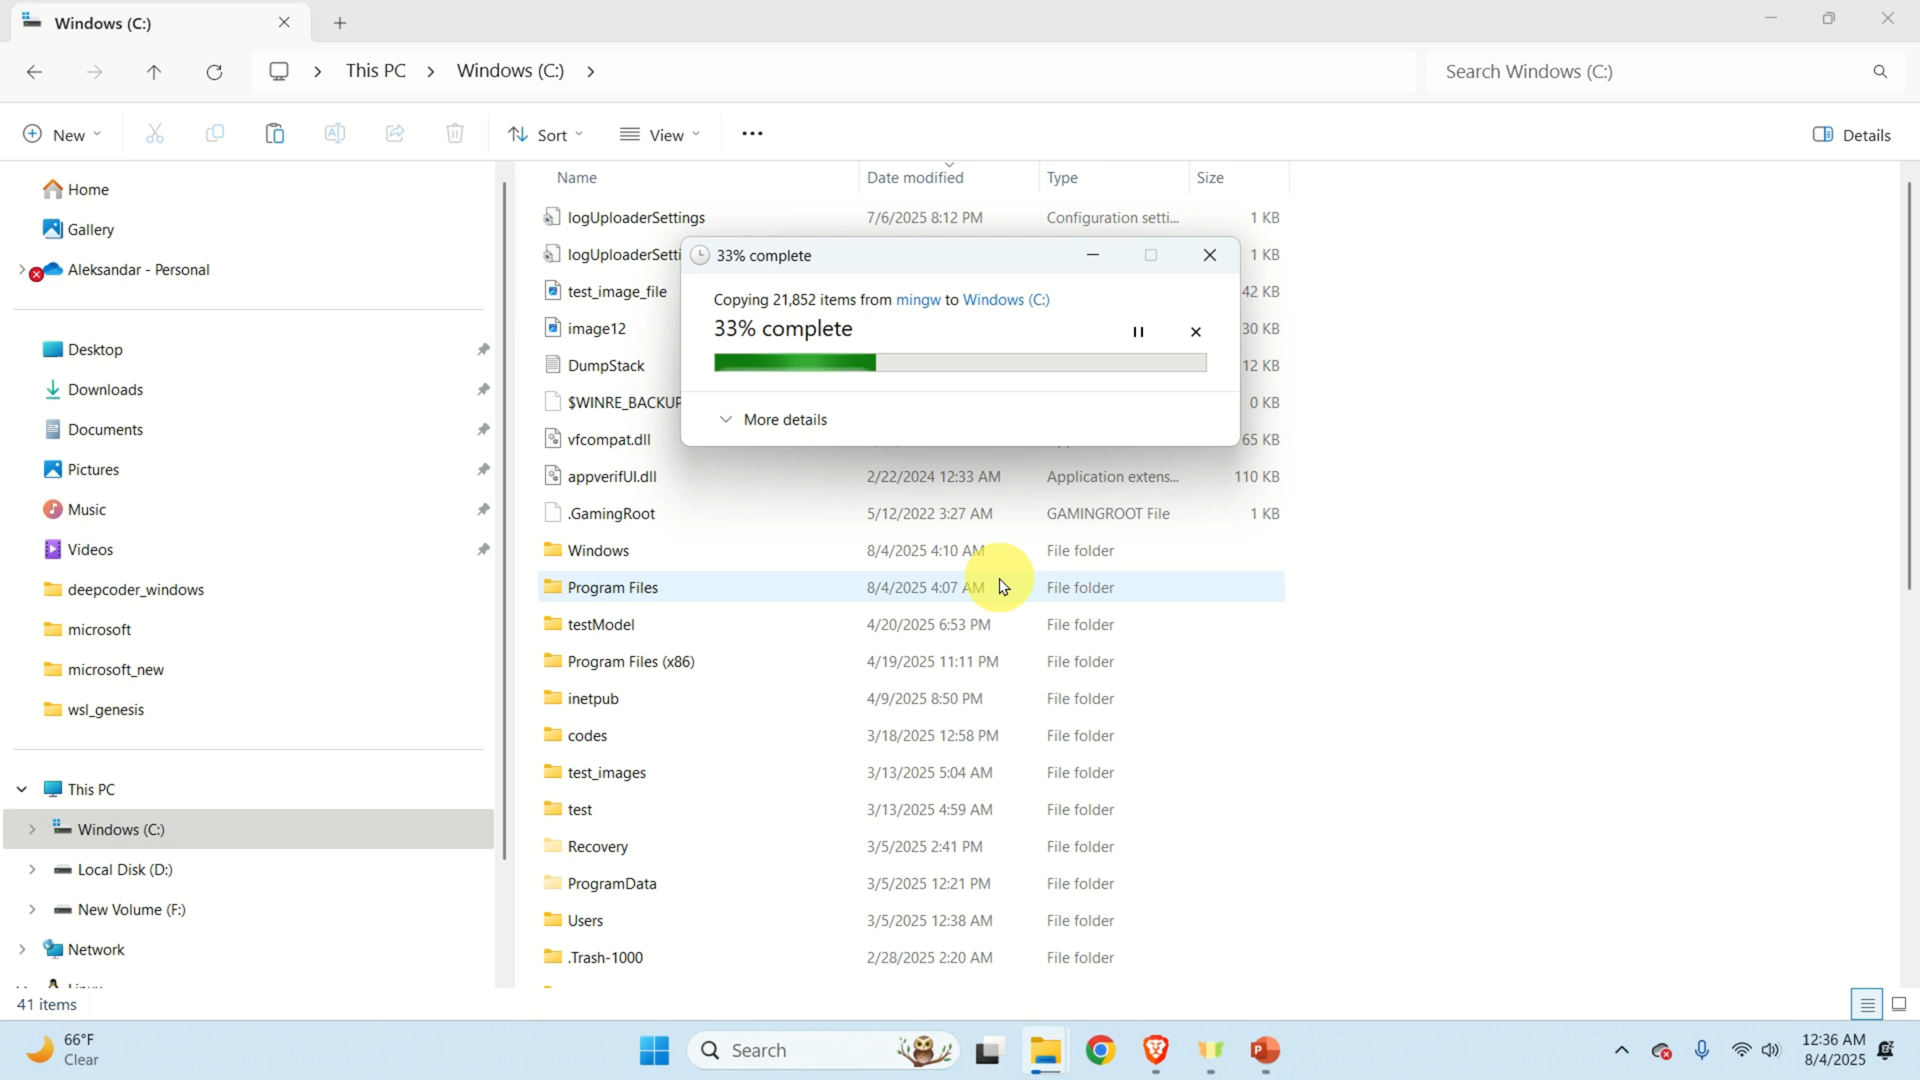 Windows (C:)
This PC > Windows (C:) >
Search Windows (C:)
New
Sort
View
Details
Home
Gallery
Aleksandar - Personal
Desktop
Downloads
Documents
Pictures
Music
Videos
deepcoder_windows
microsoft
microsoft_new
wsl_genesis
This PC
Windows (C:)
Local Disk (D:)
New Volume (F:)
Network
Name Date modified Type Size
logUploaderSettings 7/6/2025 8:12 PM Configuration setti... 1 KB
logUploaderSetti 1 KB
test_image_file 42 KB
image12 30 KB
DumpStack 12 KB
$WINRE_BACKUP 0 KB
vfcompat.dll 65 KB
appverifUI.dll 2/22/2024 12:33 AM Application extens... 110 KB
.GamingRoot 5/12/2022 3:27 AM GAMINGROOT File 1 KB
Windows 8/4/2025 4:10 AM File folder
Program Files 8/4/2025 4:07 AM File folder
testModel 4/20/2025 6:53 PM File folder
Program Files (x86) 4/19/2025 11:11 PM File folder
inetpub 4/9/2025 8:50 PM File folder
codes 3/18/2025 12:58 PM File folder
test_images 3/13/2025 5:04 AM File folder
test 3/13/2025 4:59 AM File folder
Recovery 3/5/2025 2:41 PM File folder
ProgramData 3/5/2025 12:21 PM File folder
Users 3/5/2025 12:38 AM File folder
.Trash-1000 2/28/2025 2:20 AM File folder
33% complete
Copying 21,852 items from mingw to Windows (C:)
33% complete
More details
41 items
66°F
Clear
Search
12:36 AM
8/4/2025